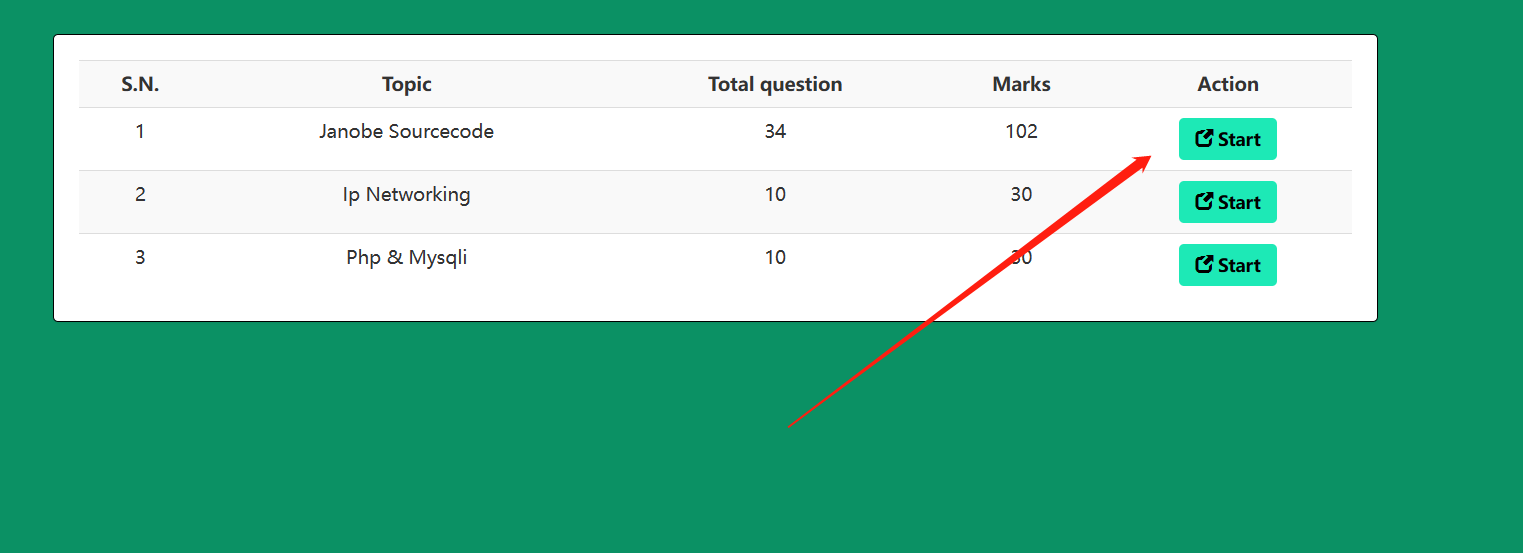 S.N. Topic Total question Marks Action
1 Janobe Sourcecode 34 102 Start
2 Ip Networking 10 30 Start
3 Php & Mysqli 10 30 Start